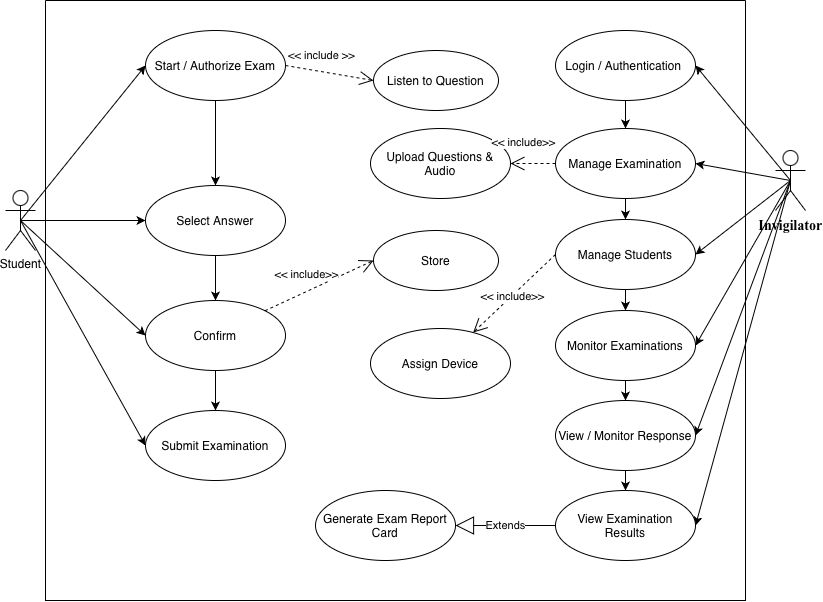 Start / Authorize Exam
<< include >>
Listen to Question
Login / Authentication
Upload Questions &
Audio
<< include>>
Manage Examination
Student
Select Answer
Invigilator
Manage Students
<< include>>
Store
<< include>>
Confirm
Assign Device
Monitor Examinations
Submit Examination
View / Monitor Response
Generate Exam Report
Card
Extends
View Examination
Results